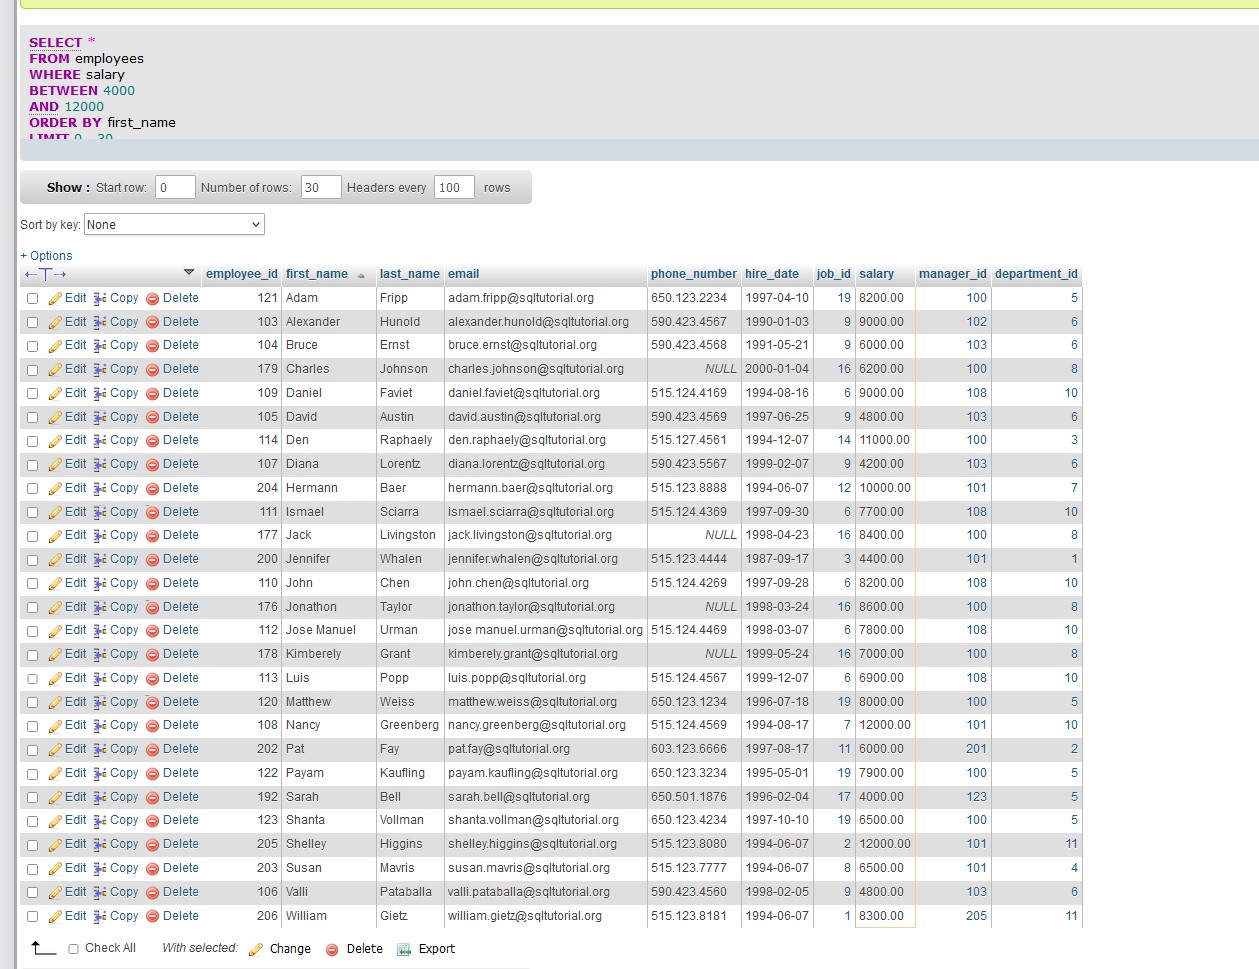 SELECT *
FROM employees
WHERE salary
BETWEEN 4000
AND 12000
ORDER BY first_name
LIMIT 0 , 30
Show : Start row: 0 Number of rows: 30 Headers every 100 rows
Sort by key: None
+ Options
←T→ employee_id first_name last_name email phone_number hire_date job_id salary manager_id department_id
Edit Copy Delete 121 Adam Fripp adam.fripp@sqltutorial.org 650.123.2234 1997-04-10 19 8200.00 100 5
Edit Copy Delete 103 Alexander Hunold alexander.hunold@sqltutorial.org 590.423.4567 1990-01-03 9 9000.00 102 6
Edit Copy Delete 104 Bruce Ernst bruce.ernst@sqltutorial.org 590.423.4568 1991-05-21 9 6000.00 103 6
Edit Copy Delete 179 Charles Johnson charles.johnson@sqltutorial.org NULL 2000-01-04 16 6200.00 100 8
Edit Copy Delete 109 Daniel Faviet daniel.faviet@sqltutorial.org 515.124.4169 1994-08-16 6 9000.00 108 10
Edit Copy Delete 105 David Austin david.austin@sqltutorial.org 590.423.4569 1997-06-25 9 4800.00 103 6
Edit Copy Delete 114 Den Raphaely den.raphaely@sqltutorial.org 515.127.4561 1994-12-07 14 11000.00 100 3
Edit Copy Delete 107 Diana Lorentz diana.lorentz@sqltutorial.org 590.423.5567 1999-02-07 9 4200.00 103 6
Edit Copy Delete 204 Hermann Baer hermann.baer@sqltutorial.org 515.123.8888 1994-06-07 12 10000.00 101 7
Edit Copy Delete 111 Ismael Sciarra ismael.sciarra@sqltutorial.org 515.124.4369 1997-09-30 6 7700.00 108 10
Edit Copy Delete 177 Jack Livingston jack.livingston@sqltutorial.org NULL 1998-04-23 16 8400.00 100 8
Edit Copy Delete 200 Jennifer Whalen jennifer.whalen@sqltutorial.org 515.123.4444 1987-09-17 3 4400.00 101 1
Edit Copy Delete 110 John Chen john.chen@sqltutorial.org 515.124.4269 1997-09-28 6 8200.00 108 10
Edit Copy Delete 176 Jonathon Taylor jonathon.taylor@sqltutorial.org NULL 1998-03-24 16 8600.00 100 8
Edit Copy Delete 112 Jose Manuel Urman jose manuel.urman@sqltutorial.org 515.124.4469 1998-03-07 6 7800.00 108 10
Edit Copy Delete 178 Kimberely Grant kimberely.grant@sqltutorial.org NULL 1999-05-24 16 7000.00 100 8
Edit Copy Delete 113 Luis Popp luis.popp@sqltutorial.org 515.124.4567 1999-12-07 6 6900.00 108 10
Edit Copy Delete 120 Matthew Weiss matthew.weiss@sqltutorial.org 650.123.1234 1996-07-18 19 8000.00 100 5
Edit Copy Delete 108 Nancy Greenberg nancy.greenberg@sqltutorial.org 515.124.4569 1994-08-17 7 12000.00 101 10
Edit Copy Delete 202 Pat Fay pat.fay@sqltutorial.org 603.123.6666 1997-08-17 11 6000.00 201 2
Edit Copy Delete 122 Payam Kaufling payam.kaufling@sqltutorial.org 650.123.3234 1995-05-01 19 7900.00 100 5
Edit Copy Delete 192 Sarah Bell sarah.bell@sqltutorial.org 650.501.1876 1996-02-04 17 4000.00 123 5
Edit Copy Delete 123 Shanta Vollman shanta.vollman@sqltutorial.org 650.123.4234 1997-10-10 19 6500.00 100 5
Edit Copy Delete 205 Shelley Higgins shelley.higgins@sqltutorial.org 515.123.8080 1994-06-07 2 12000.00 101 11
Edit Copy Delete 203 Susan Mavris susan.mavris@sqltutorial.org 515.123.7777 1994-06-07 8 6500.00 101 4
Edit Copy Delete 106 Valli Pataballa valli.pataballa@sqltutorial.org 590.423.4560 1998-02-05 9 4800.00 103 6
Edit Copy Delete 206 William Gietz william.gietz@sqltutorial.org 515.123.8181 1994-06-07 1 8300.00 205 11
Check All With selected: Change Delete Export